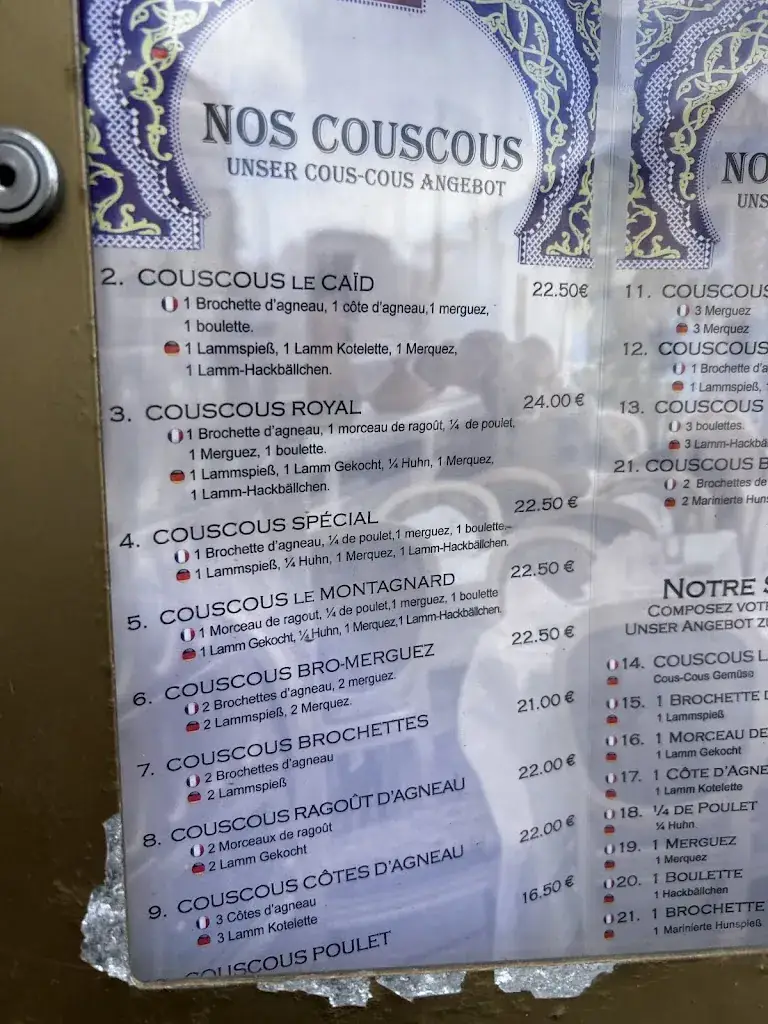 NOS COUSCOUS
UNSER COUS-COUS ANGEBOT
2. COUSCOUS LE CAÏD 22.50€
1 Brochette d'agneau, 1 côte d'agneau,1 merguez,
1 boulette.
1 Lammspieß, 1 Lamm Kotelette, 1 Merquez,
1 Lamm-Hackbällchen.
3. COUSCOUS ROYAL 24.00 €
1 Brochette d'agneau, 1 morceau de ragoût, ¼ de poulet,
1 Merguez, 1 boulette.
1 Lammspieß, 1 Lamm Gekocht, ¼ Huhn, 1 Merquez,
1 Lamm-Hackbällchen.
4. COUSCOUS SPÉCIAL 22.50 €
1 Brochette d'agneau, ¼ de poulet,1 merguez, 1 boulette.
1 Lammspieß, ¼ Huhn, 1 Merquez, 1 Lamm-Hackbällchen.
5. COUSCOUS LE MONTAGNARD 22.50 €
1 Morceau de ragout, ¼ de poulet,1 merguez, 1 boulette
1 Lamm Gekocht, ¼ Huhn, 1 Merquez,1 Lamm-Hackbällchen.
6. COUSCOUS BRO-MERGUEZ 22.50 €
2 Brochettes d'agneau, 2 merguez.
2 Lammspieß, 2 Merquez.
7. COUSCOUS BROCHETTES 21.00 €
2 Brochettes d'agneau
2 Lammspieß
8. COUSCOUS RAGOÛT D'AGNEAU 22.00 €
2 Morceaux de ragoût
2 Lamm Gekocht
9. COUSCOUS CÔTES D'AGNEAU 22.00 €
3 Côtes d'agneau
3 Lamm Kotelette
COUSCOUS POULET 16.50 €
NO
UNS
11. COUSCOUS
3 Merguez
3 Merquez
12. COUSCOUS
1 Brochette d'a
1 Lammspieß,
13. COUSCOUS
3 boulettes.
3 Lamm-Hackbä
21. COUSCOUS B
2 Brochettes de
2 Marinierte Huns
NOTRE S
COMPOSEZ VOT
UNSER ANGEBOT ZU
14. COUSCOUS L
Cous-Cous Gemüse
15. 1 BROCHETTE D
1 Lammspieß
16. 1 MORCEAU DE
1 Lamm Gekocht
17. 1 CÔTE D'AGNE
1 Lamm Kotelette
18. ¼ DE POULET
¼ Huhn
19. 1 MERGUEZ
1 Merquez
20. 1 BOULETTE
1 Hackbällchen
21. 1 BROCHETTE
1 Marinierte Hunspieß